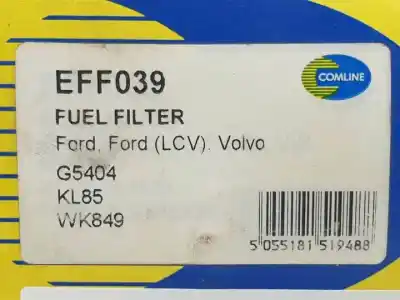 EFF039
COMLINE
FUEL FILTER
Ford, Ford (LCV). Volvo
G5404
KL85
WK849
5 055181 519488